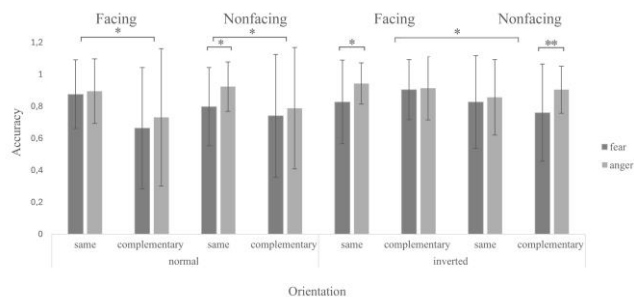 Facing Nonfacing Facing Nonfacing
* * * * * **
1,2
1
0,8
0,6
0,4
0,2
0
Accuracy
same complementary same complementary same complementary same complementary
normal inverted
Orientation
fear
anger